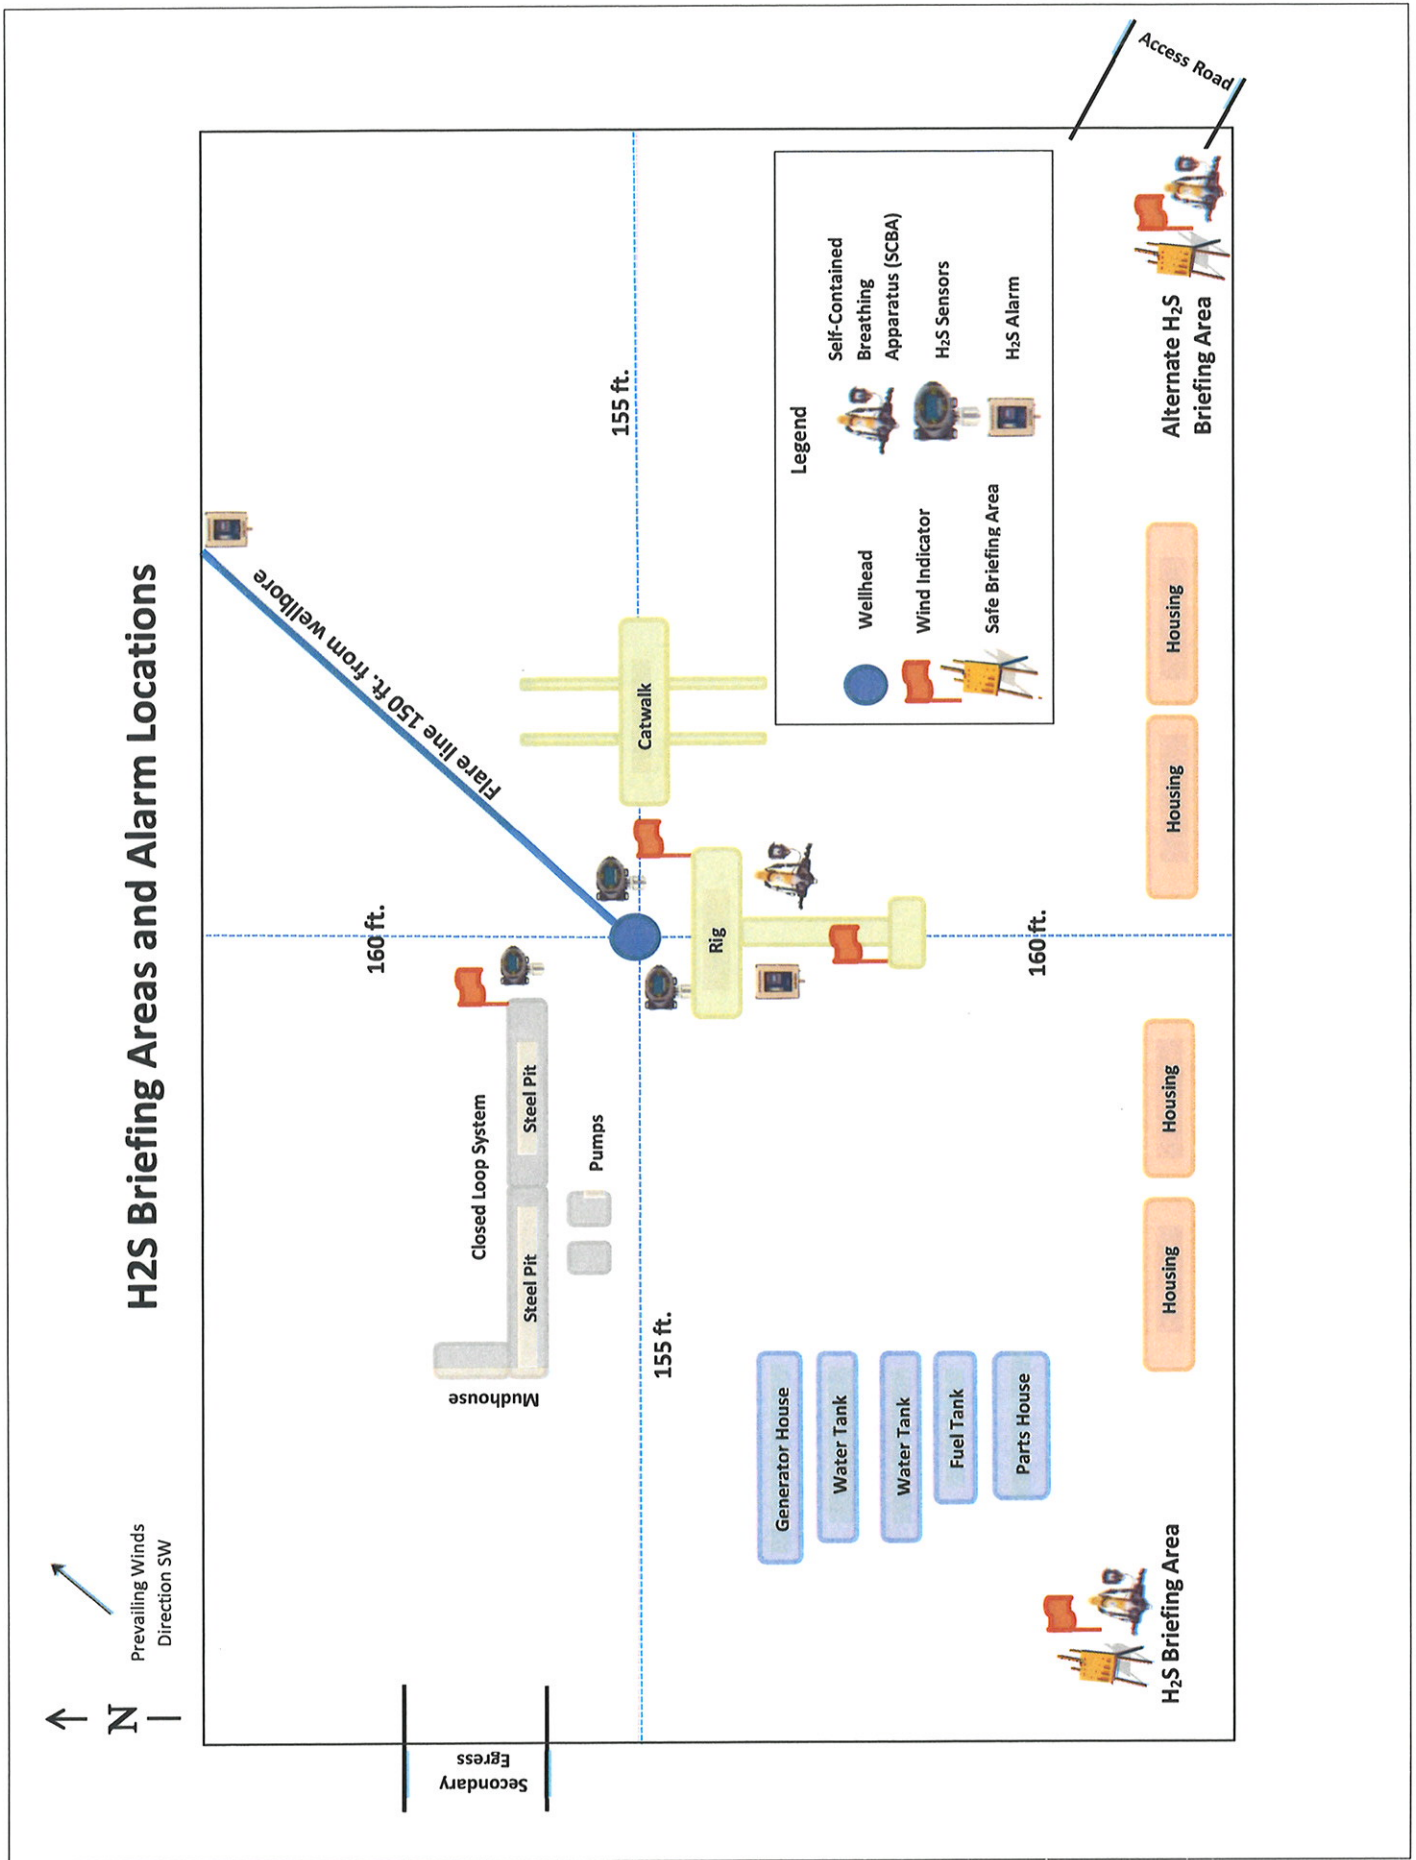 H2S Briefing Areas and Alarm Locations
N
Prevailing Winds
Direction SW
Secondary
Egress
Access Road
Flare line 150 ft. from wellbore
160 ft.
155 ft.
155 ft.
160 ft.
Closed Loop System
Mudhouse
Steel Pit
Steel Pit
Pumps
Catwalk
Rig
Generator House
Water Tank
Water Tank
Fuel Tank
Parts House
Legend
Wellhead
Wind Indicator
Safe Briefing Area
Self-Contained
Breathing
Apparatus (SCBA)
H₂S Sensors
H₂S Alarm
H₂S Briefing Area
Housing
Housing
Housing
Housing
Alternate H₂S
Briefing Area